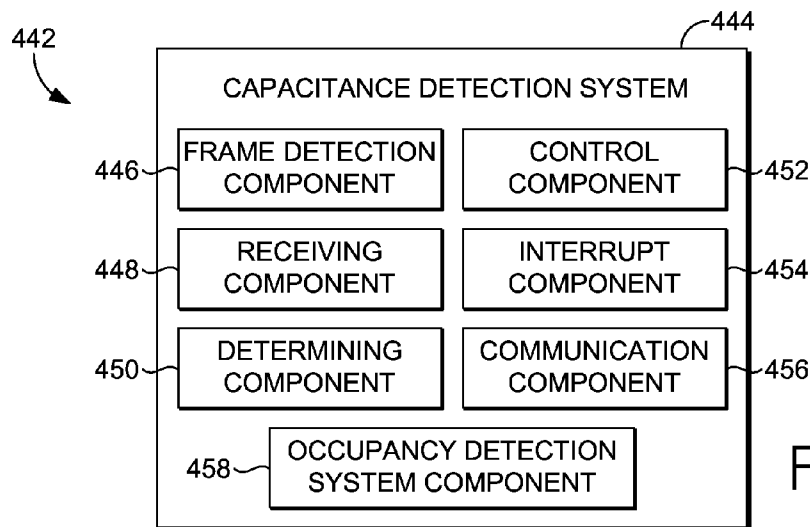 442
444
CAPACITANCE DETECTION SYSTEM
446
FRAME DETECTION
COMPONENT
CONTROL
COMPONENT
452
448
RECEIVING
COMPONENT
INTERRUPT
COMPONENT
454
450
DETERMINING
COMPONENT
COMMUNICATION
COMPONENT
456
458
OCCUPANCY DETECTION
SYSTEM COMPONENT
F